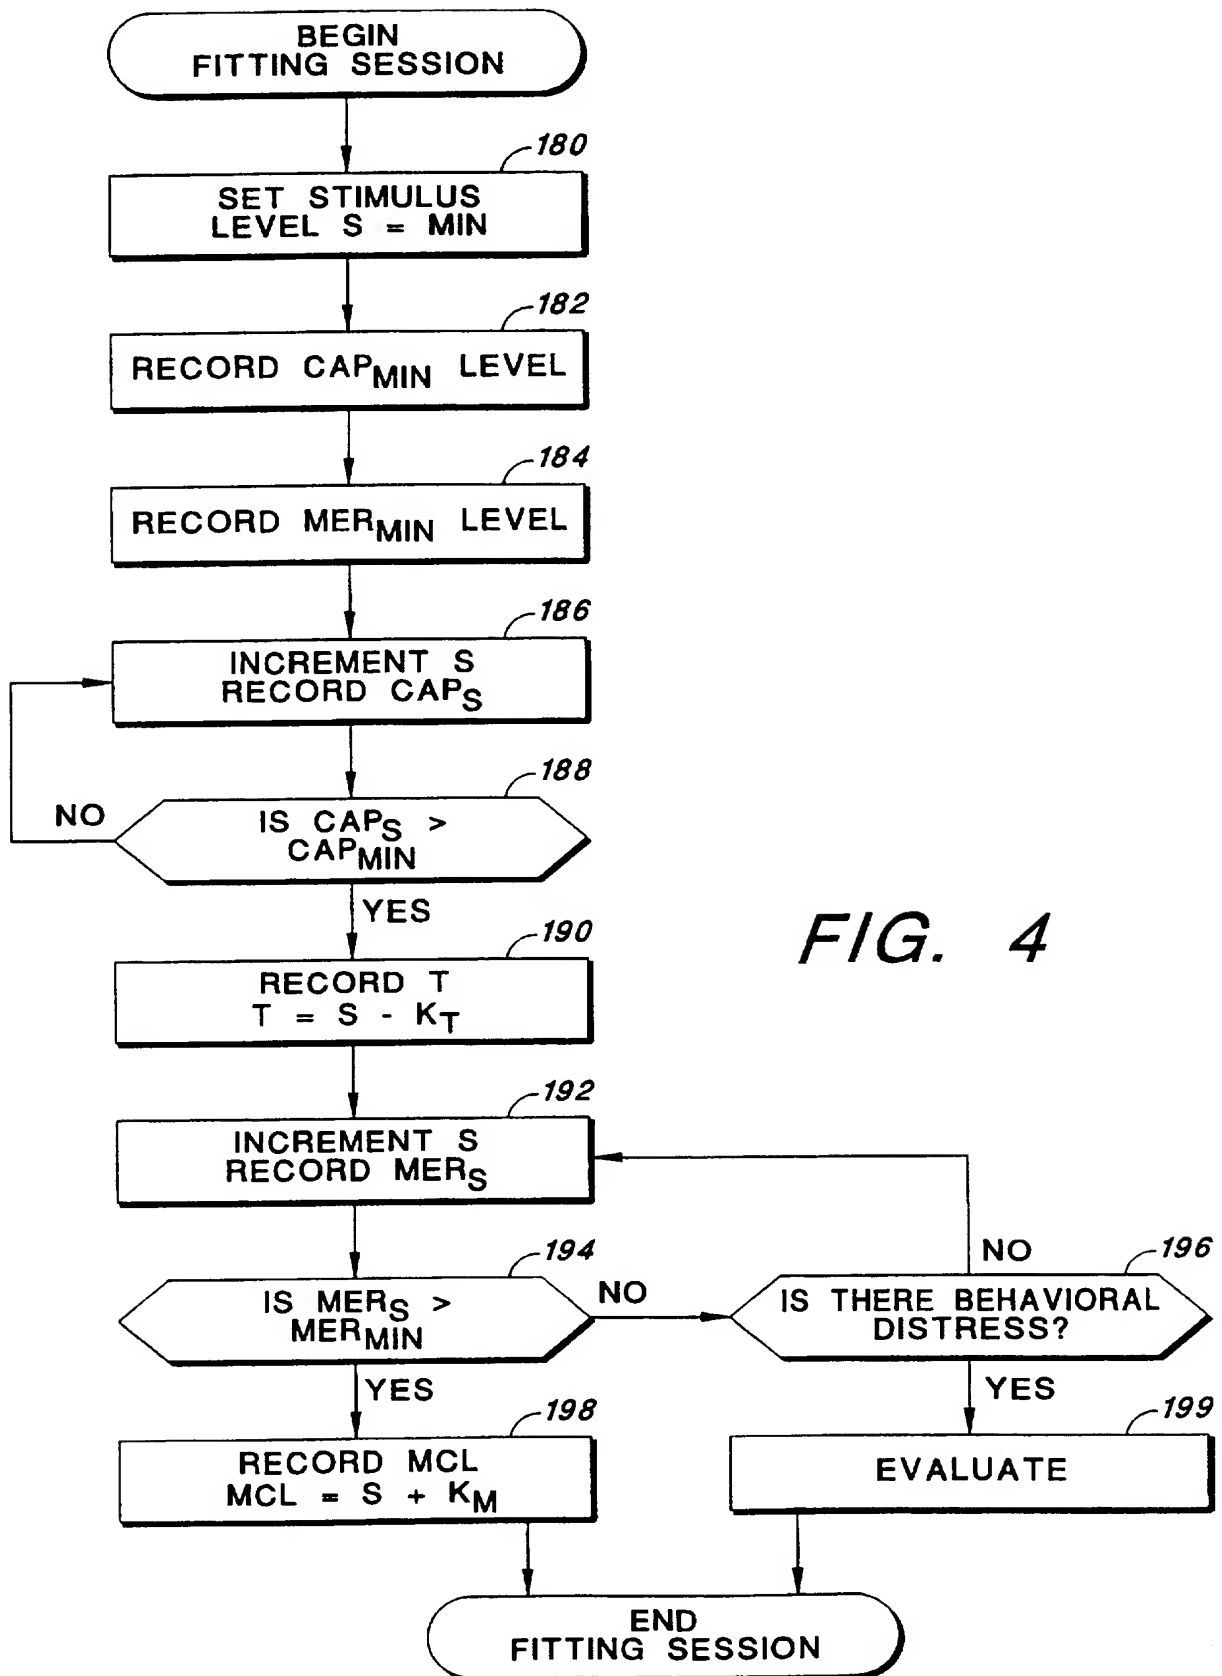 BEGIN
FITTING SESSION
180
SET STIMULUS
LEVEL S = MIN
182
RECORD CAPMIN LEVEL
184
RECORD MERMIN LEVEL
186
INCREMENT S
RECORD CAPS
188
NO
IS CAPS >
CAPMIN
YES
FIG. 4
190
RECORD T
T = S - KT
192
INCREMENT S
RECORD MERS
194
IS MERS >
MERMIN
NO
NO
196
IS THERE BEHAVIORAL
DISTRESS?
YES
YES
198
RECORD MCL
MCL = S + KM
199
EVALUATE
END
FITTING SESSION